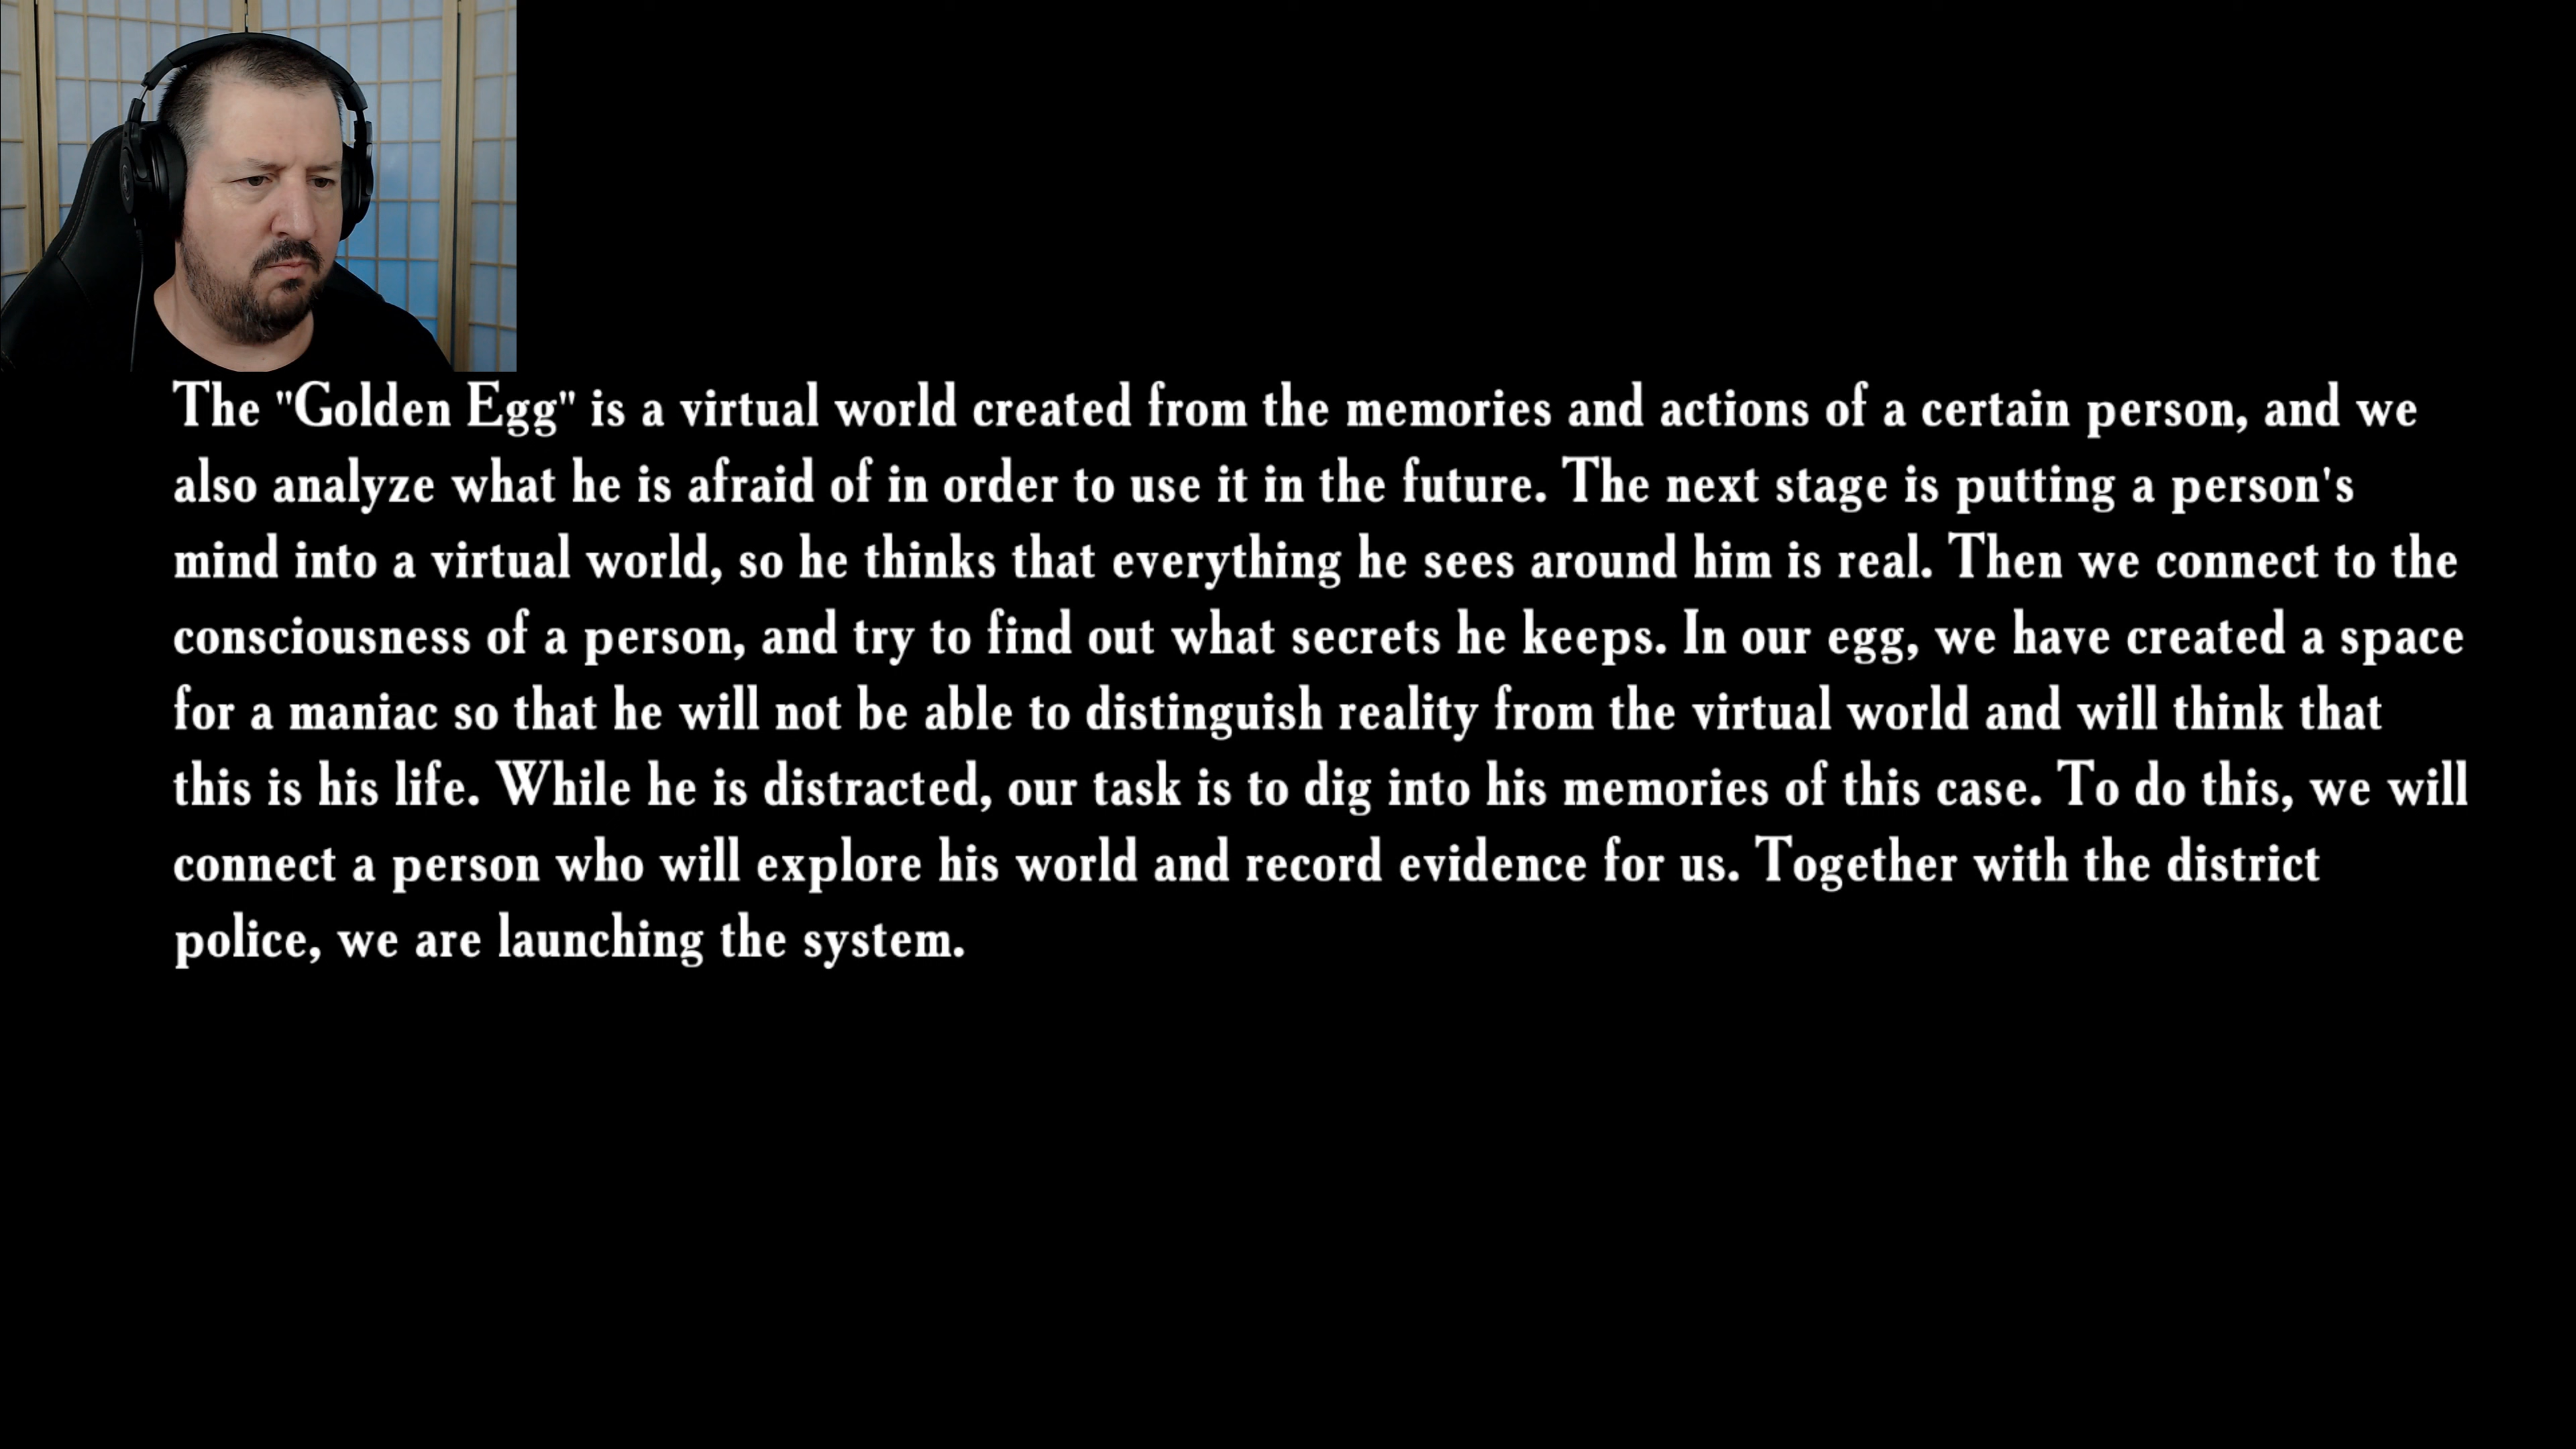 The "Golden Egg" is a virtual world created from the memories and actions of a certain person, and we
also analyze what he is afraid of in order to use it in the future. The next stage is putting a person's
mind into a virtual world, so he thinks that everything he sees around him is real. Then we connect to the
consciousness of a person, and try to find out what secrets he keeps. In our egg, we have created a space
for a maniac so that he will not be able to distinguish reality from the virtual world and will think that
this is his life. While he is distracted, our task is to dig into his memories of this case. To do this, we will
connect a person who will explore his world and record evidence for us. Together with the district
police, we are launching the system.